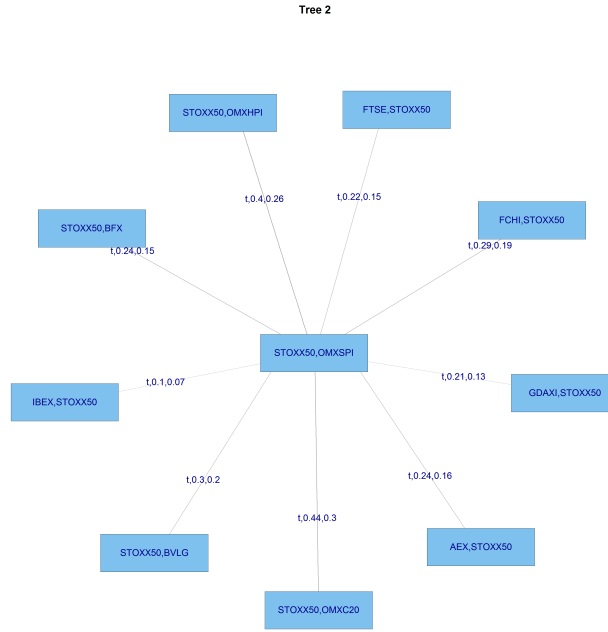 Tree 2
STOXX50,OMXHPI
FTSE,STOXX50
t,0.4,0.26
t,0.22,0.15
STOXX50,BFX
FCHI,STOXX50
t,0.24,0.15
t,0.29,0.19
STOXX50,OMXSPI
t,0.1,0.07
t,0.21,0.13
IBEX,STOXX50
GDAXI,STOXX50
t,0.3,0.2
t,0.24,0.16
t,0.44,0.3
STOXX50,BVLG
AEX,STOXX50
STOXX50,OMXC20